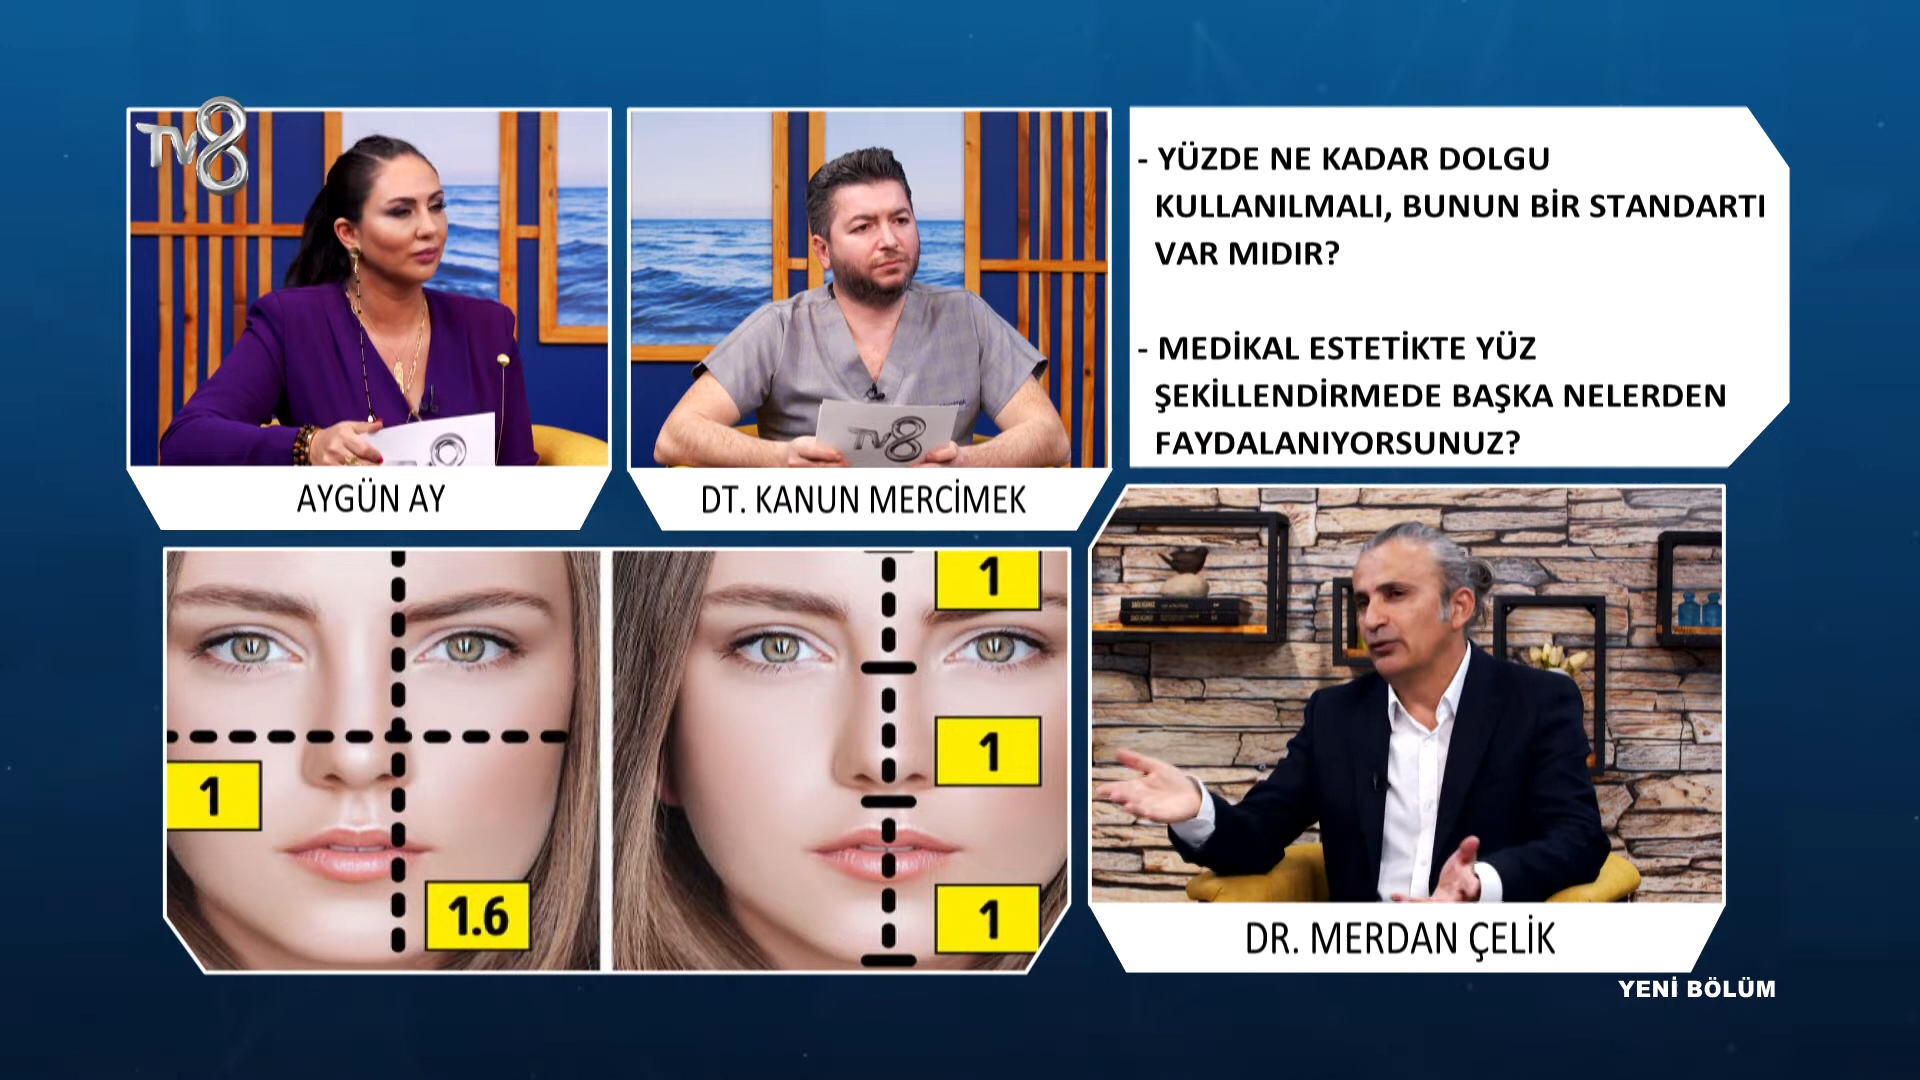 TV8
- YÜZDE NE KADAR DOLGU
KULLANILMALI, BUNUN BİR STANDARTI
VAR MIDIR?
- MEDİKAL ESTETİKTE YÜZ
ŞEKİLLENDİRMEDE BAŞKA NELERDEN
FAYDALANIYORSUNUZ?
TV8
TV8
AYGÜN AY
DT. KANUN MERCİMEK
1
1.6
1
1
1
DR. MERDAN ÇELİK
YENİ BÖLÜM